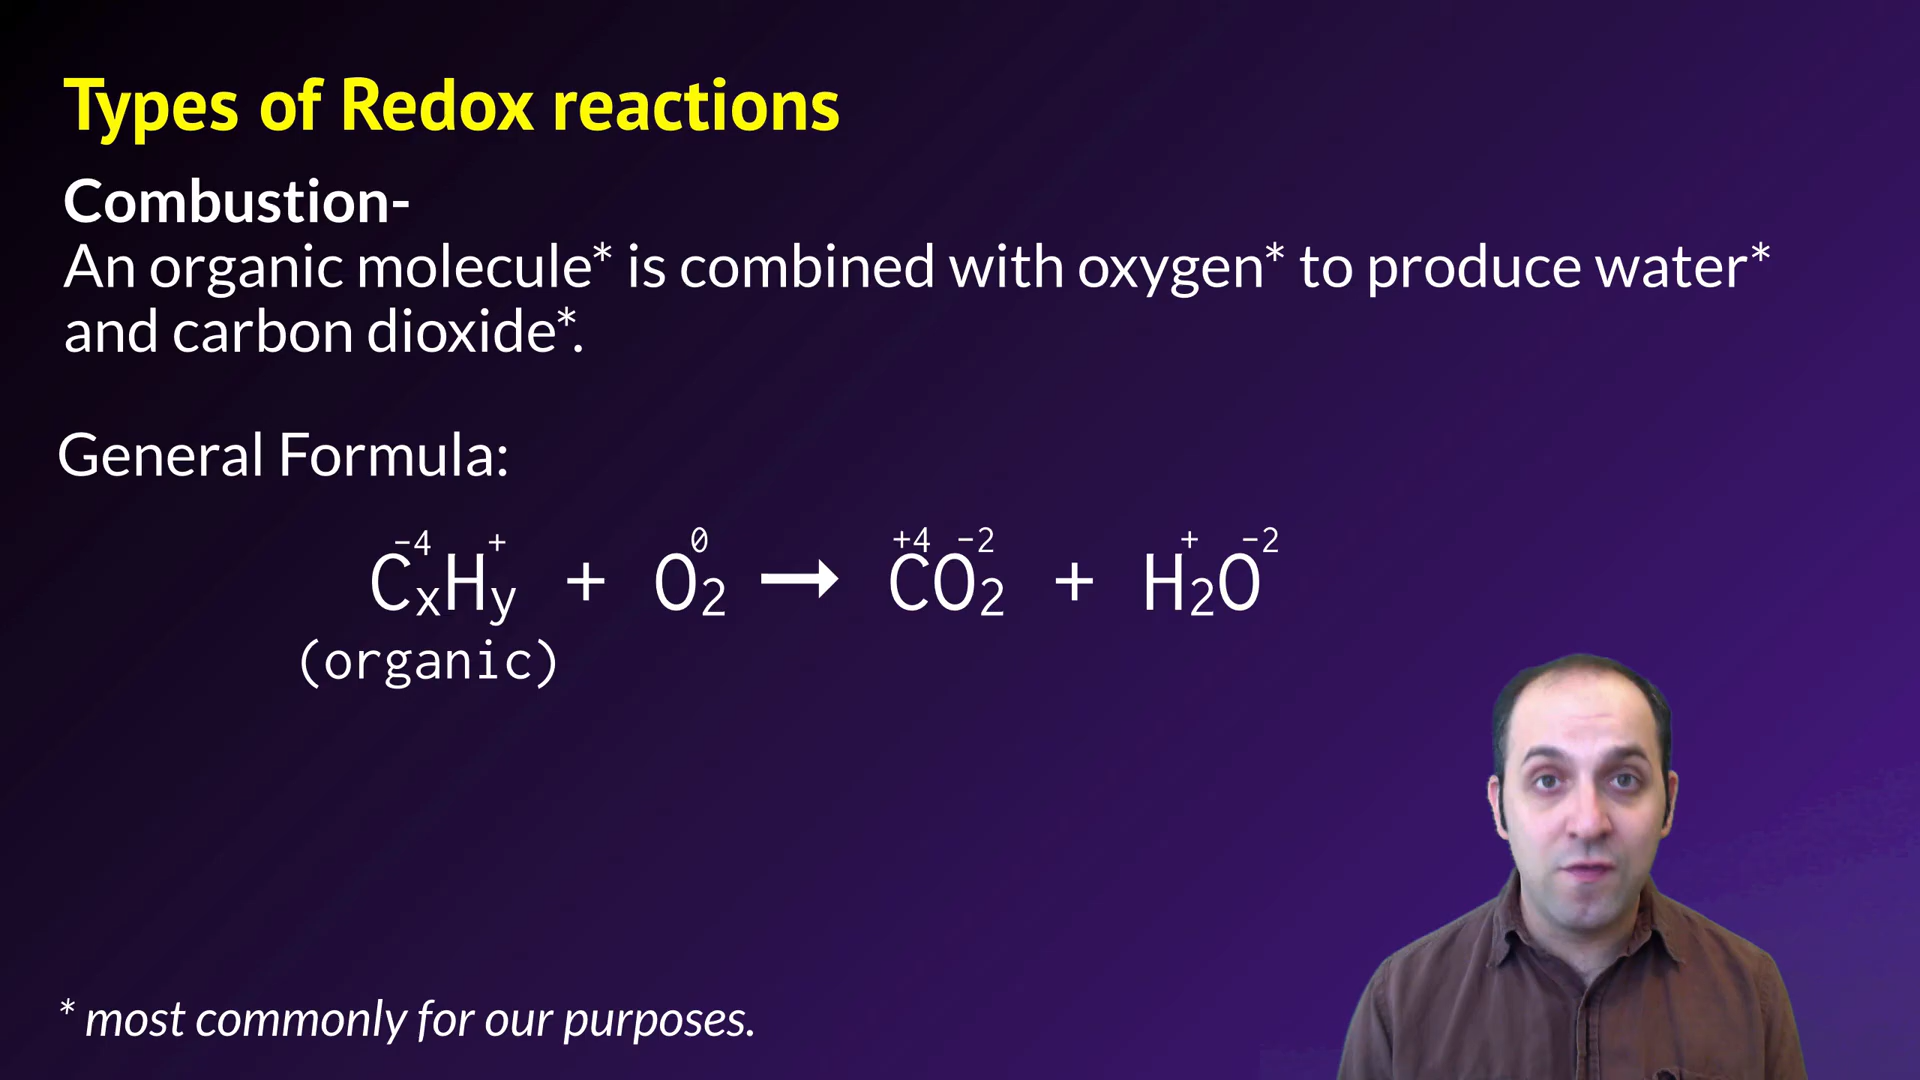 Types of Redox reactions
Combustion-
An organic molecule* is combined with oxygen* to produce water*
and carbon dioxide*.
General Formula:
−4 + 0 +4 −2 + −2
CxHy + O2 → CO2 + H2O
(organic)
* most commonly for our purposes.